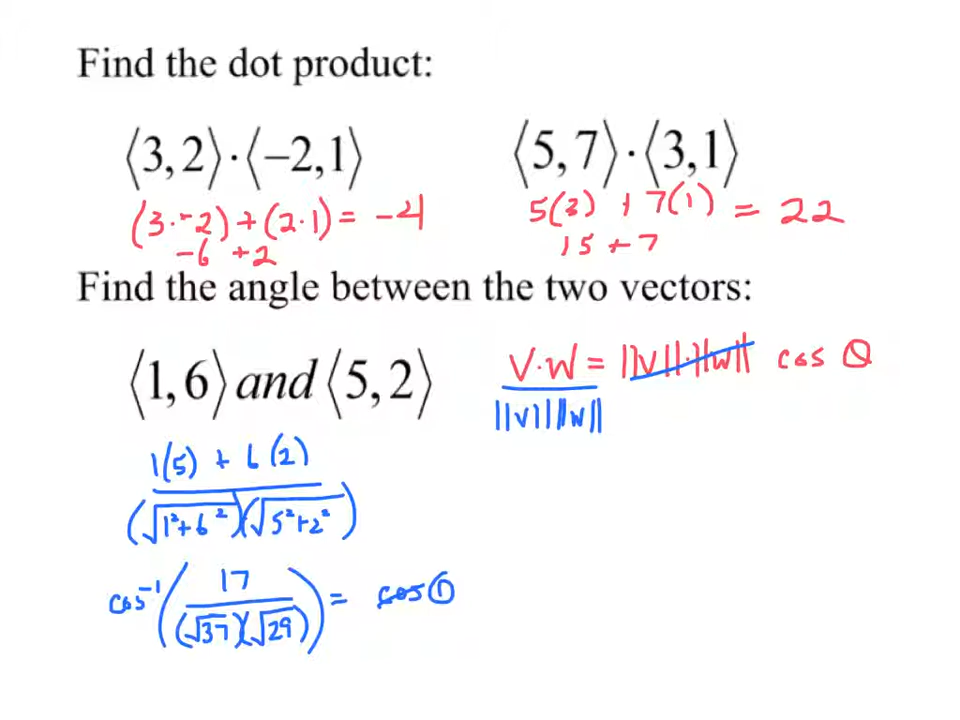 Find the dot product:
⟨3,2⟩·⟨−2,1⟩
⟨5,7⟩·⟨3,1⟩
(3·-2)+(2·1) = -4
-6 +2
5(3) + 7(1) = 22
15 + 7
Find the angle between the two vectors:
⟨1,6⟩ and ⟨5,2⟩
V·W = ||V||·||W|| cos θ
||V|| ||W||
1(5) + 6(2)
(√1²+6²)(√5²+2²)
cos⁻¹(17/(√37)(√29)) = cos θ